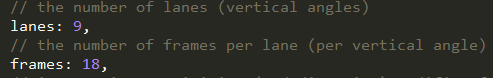 // the number of lanes (vertical angles)
lanes: 9,
// the number of frames per lane (per vertical angle)
frames: 18,